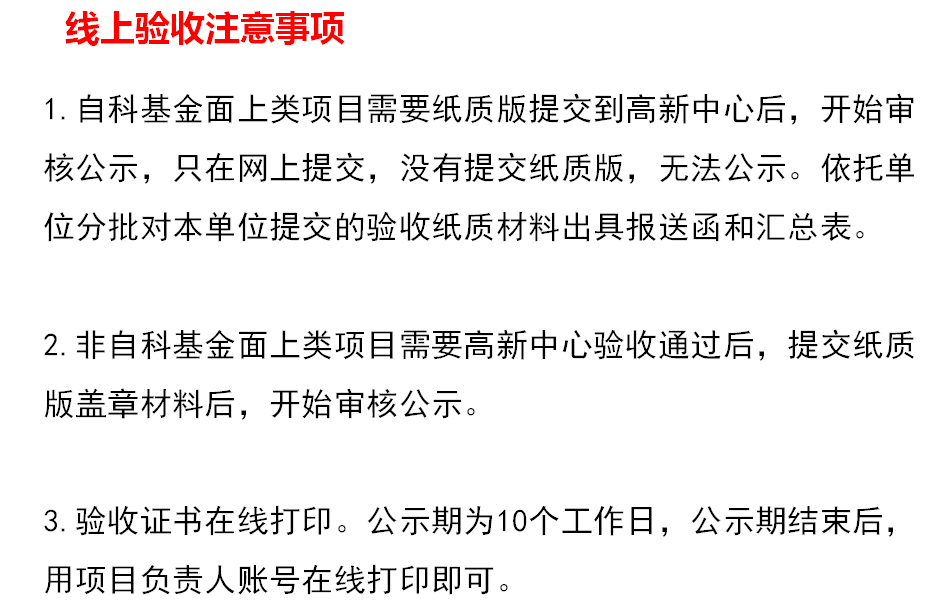 线上验收注意事项
1.自科基金面上类项目需要纸质版提交到高新中心后，开始审
核公示，只在网上提交，没有提交纸质版，无法公示。依托单
位分批对本单位提交的验收纸质材料出具报送函和汇总表。
2.非自科基金面上类项目需要高新中心验收通过后，提交纸质
版盖章材料后，开始审核公示。
3.验收证书在线打印。公示期为10个工作日，公示期结束后，
用项目负责人账号在线打印即可。